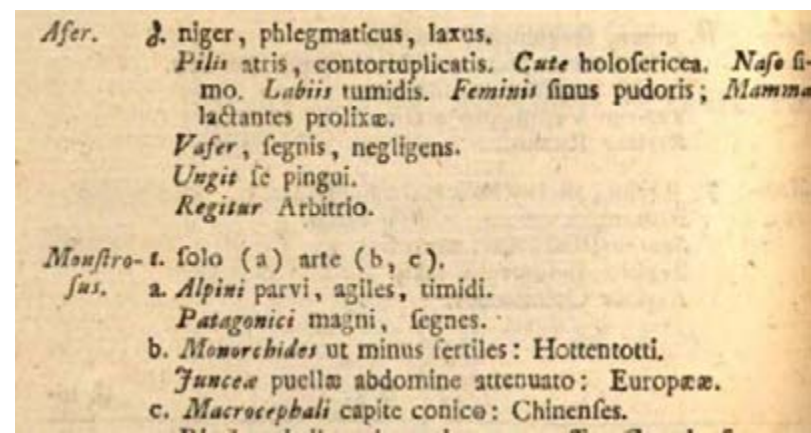 Afer. δ. niger, phlegmaticus, laxus.
Pilis atris, contortuplicatis. Cute holoſericea. Naſo ſi-
mo. Labiis tumidis. Feminis ſinus pudoris; Mammæ
lactantes prolixæ.
Vafer, ſegnis, negligens.
Ungit ſe pingui.
Regitur Arbitrio.
Monſtro- ε. ſolo (a) arte (b, c).
ſus. a. Alpini parvi, agiles, timidi.
Patagonici magni, ſegnes.
b. Monorchides ut minus fertiles: Hottentotti.
Junceæ puellæ abdomine attenuato: Europææ.
c. Macrocephali capite conico: Chinenſes.